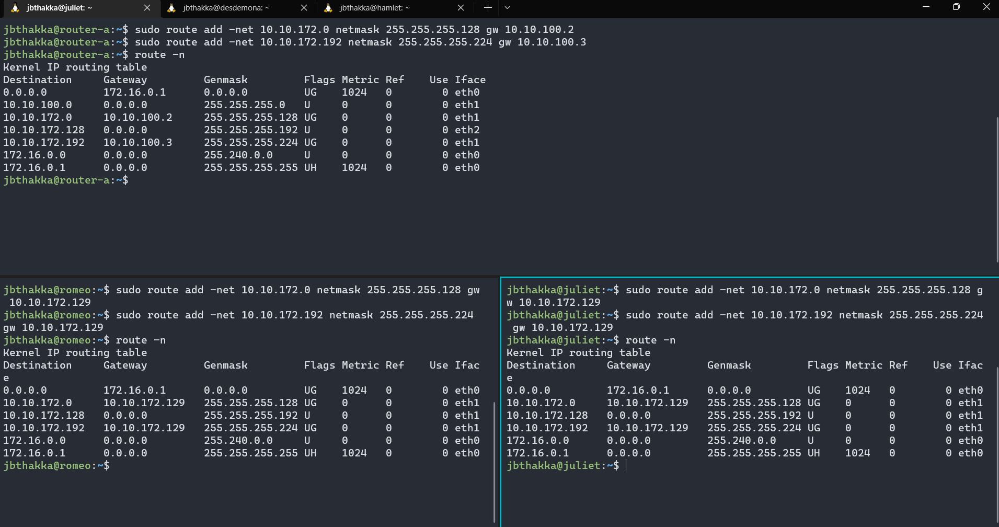 jbthakka@juliet: ~
jbthakka@desdemona: ~
jbthakka@hamlet: ~
jbthakka@router-a:~$ sudo route add -net 10.10.172.0 netmask 255.255.255.128 gw 10.10.100.2
jbthakka@router-a:~$ sudo route add -net 10.10.172.192 netmask 255.255.255.224 gw 10.10.100.3
jbthakka@router-a:~$ route -n
Kernel IP routing table
Destination     Gateway         Genmask         Flags Metric Ref    Use Iface
0.0.0.0         172.16.0.1      0.0.0.0         UG    1024   0        0 eth0
10.10.100.0     0.0.0.0         255.255.255.0   U     0      0        0 eth1
10.10.172.0     10.10.100.2     255.255.255.128 UG    0      0        0 eth1
10.10.172.128   0.0.0.0         255.255.255.192 U     0      0        0 eth2
10.10.172.192   10.10.100.3     255.255.255.224 UG    0      0        0 eth1
172.16.0.0      0.0.0.0         255.240.0.0     U     0      0        0 eth0
172.16.0.1      0.0.0.0         255.255.255.255 UH    1024   0        0 eth0
jbthakka@router-a:~$
jbthakka@romeo:~$ sudo route add -net 10.10.172.0 netmask 255.255.255.128 gw
 10.10.172.129
jbthakka@romeo:~$ sudo route add -net 10.10.172.192 netmask 255.255.255.224
gw 10.10.172.129
jbthakka@romeo:~$ route -n
Kernel IP routing table
Destination     Gateway         Genmask         Flags Metric Ref    Use Ifac
e
0.0.0.0         172.16.0.1      0.0.0.0         UG    1024   0        0 eth0
10.10.172.0     10.10.172.129   255.255.255.128 UG    0      0        0 eth1
10.10.172.128   0.0.0.0         255.255.255.192 U     0      0        0 eth1
10.10.172.192   10.10.172.129   255.255.255.224 UG    0      0        0 eth1
172.16.0.0      0.0.0.0         255.240.0.0     U     0      0        0 eth0
172.16.0.1      0.0.0.0         255.255.255.255 UH    1024   0        0 eth0
jbthakka@romeo:~$
jbthakka@juliet:~$ sudo route add -net 10.10.172.0 netmask 255.255.255.128 g
w 10.10.172.129
jbthakka@juliet:~$ sudo route add -net 10.10.172.192 netmask 255.255.255.224
 gw 10.10.172.129
jbthakka@juliet:~$ route -n
Kernel IP routing table
Destination     Gateway         Genmask         Flags Metric Ref    Use Ifac
e
0.0.0.0         172.16.0.1      0.0.0.0         UG    1024   0        0 eth0
10.10.172.0     10.10.172.129   255.255.255.128 UG    0      0        0 eth1
10.10.172.128   0.0.0.0         255.255.255.192 U     0      0        0 eth1
10.10.172.192   10.10.172.129   255.255.255.224 UG    0      0        0 eth1
172.16.0.0      0.0.0.0         255.240.0.0     U     0      0        0 eth0
172.16.0.1      0.0.0.0         255.255.255.255 UH    1024   0        0 eth0
jbthakka@juliet:~$